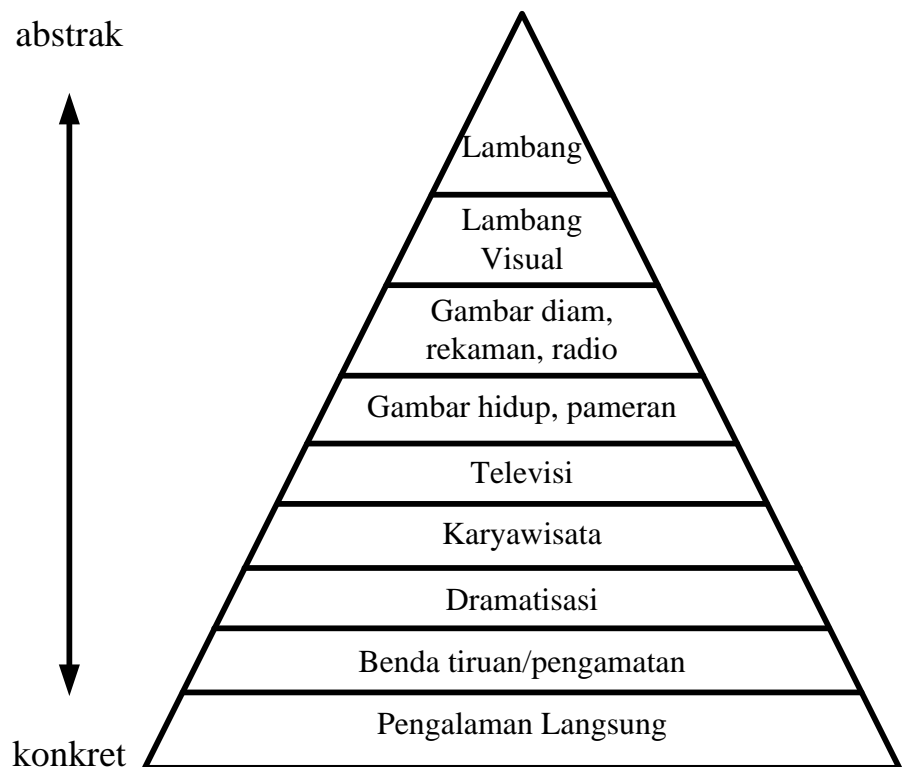 abstrak
Lambang
Lambang
Visual
Gambar diam,
rekaman, radio
Gambar hidup, pameran
Televisi
Karyawisata
Dramatisasi
Benda tiruan/pengamatan
Pengalaman Langsung
konkret